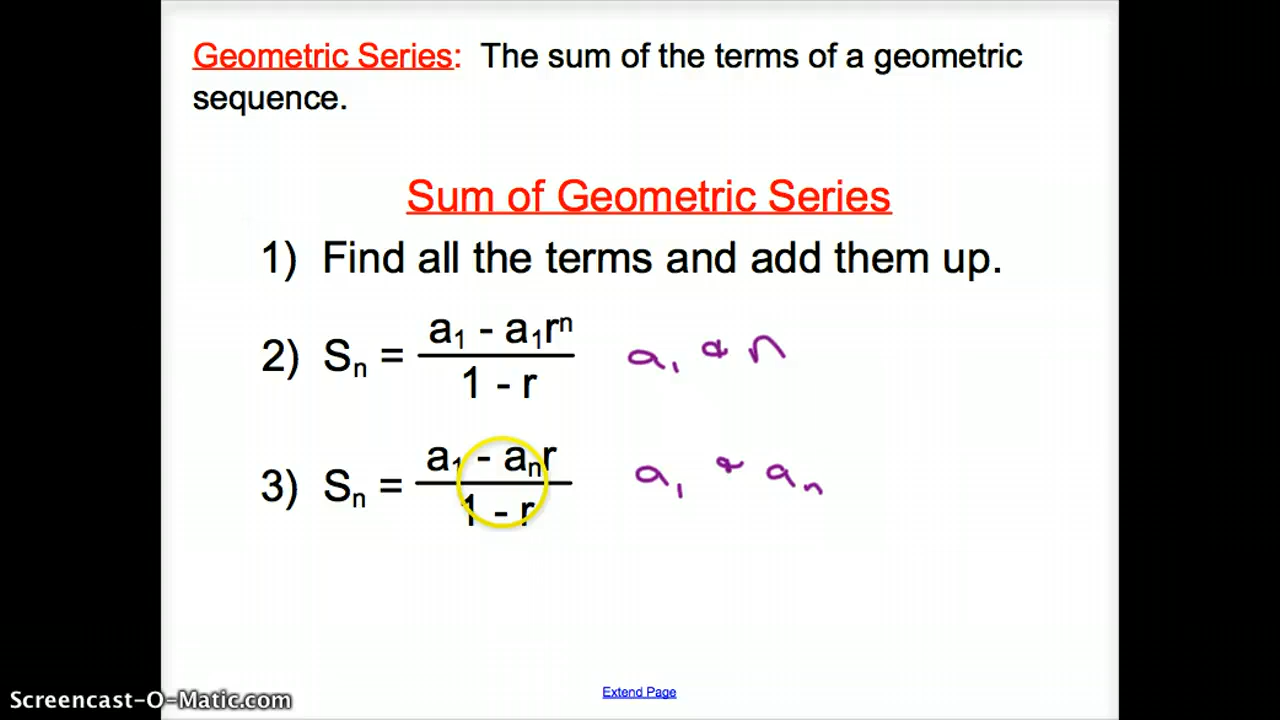 Geometric Series: The sum of the terms of a geometric
sequence.
Sum of Geometric Series
1) Find all the terms and add them up.
2) Sₙ = (a₁ - a₁rⁿ) / (1 - r) a₁ & n
3) Sₙ = (a₁ - aₙr) / (1 - r) a₁ & aₙ
Extend Page
Screencast-O-Matic.com